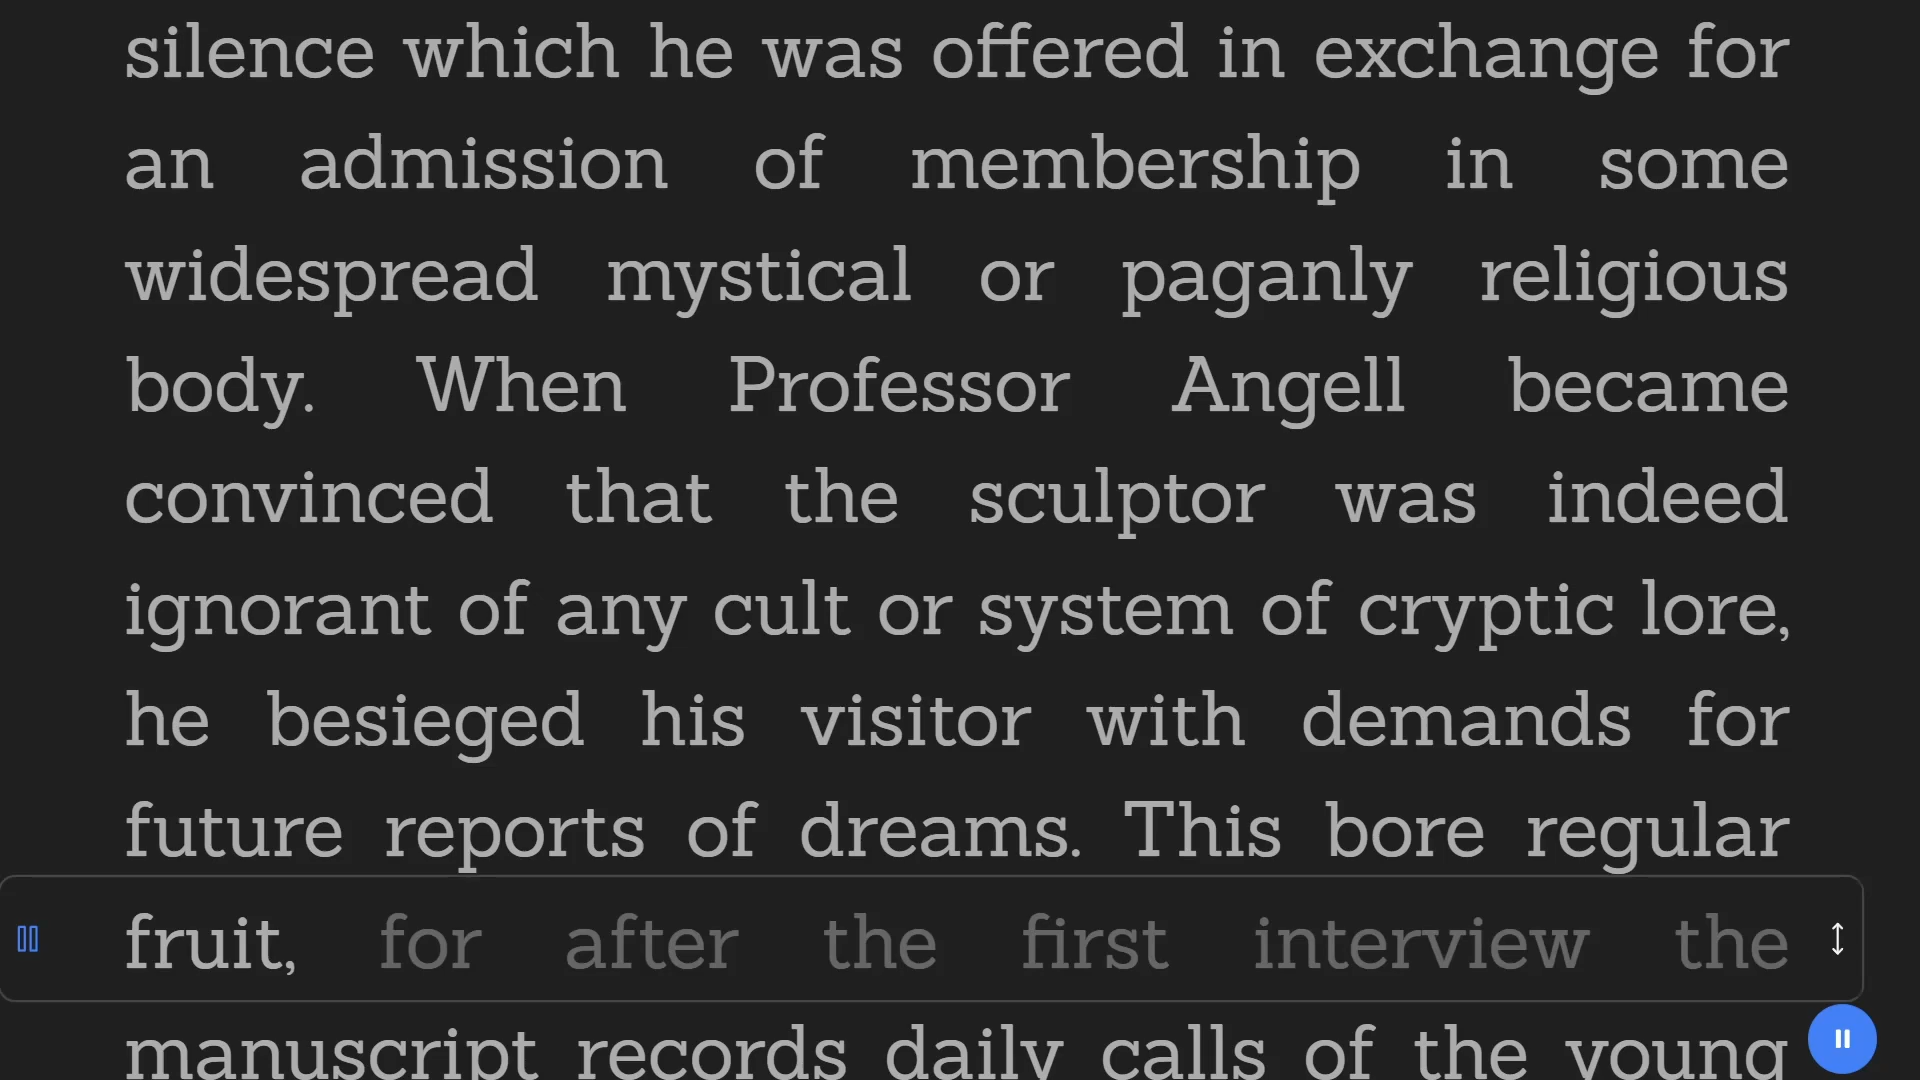 silence which he was offered in exchange for
an admission of membership in some
widespread mystical or paganly religious
body. When Professor Angell became
convinced that the sculptor was indeed
ignorant of any cult or system of cryptic lore,
he besieged his visitor with demands for
future reports of dreams. This bore regular
fruit, for after the first interview the
manuscript records daily calls of the young